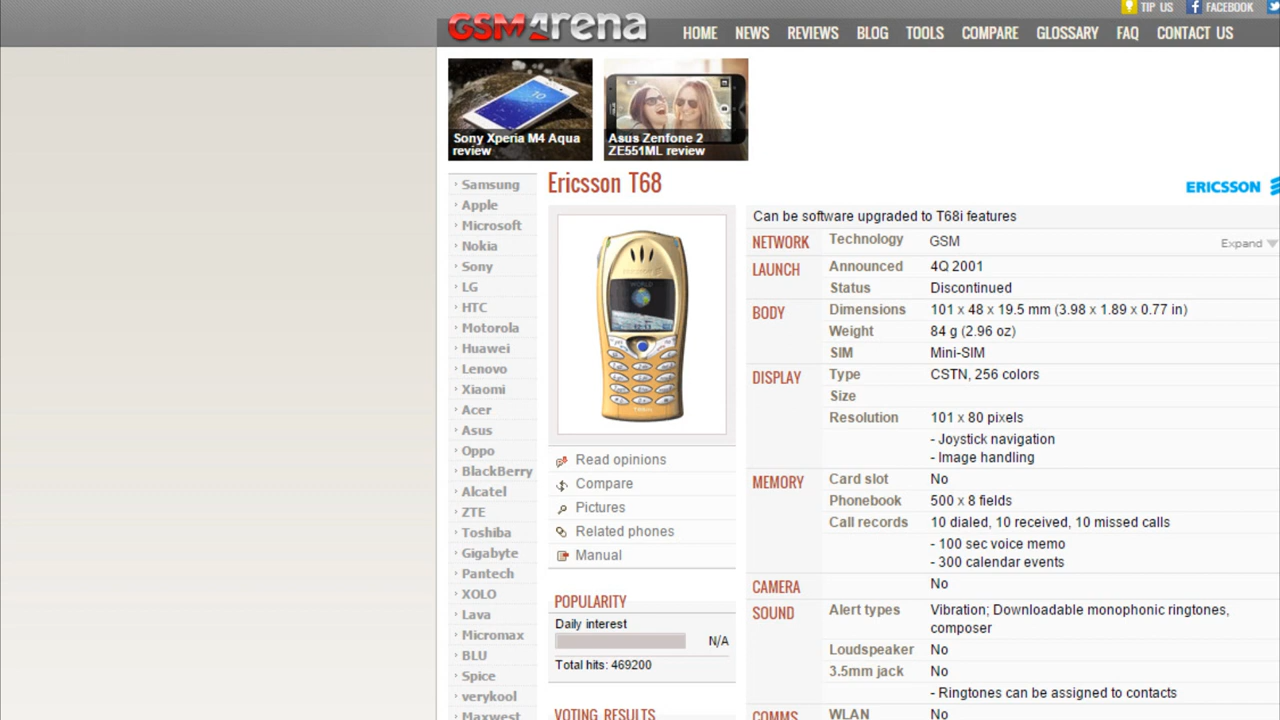 TIP US
FACEBOOK
GSMArena
HOME NEWS REVIEWS BLOG TOOLS COMPARE GLOSSARY FAQ CONTACT US
Sony Xperia M4 Aqua
review
Asus Zenfone 2
ZE551ML review
Samsung
Apple
Microsoft
Nokia
Sony
LG
HTC
Motorola
Huawei
Lenovo
Xiaomi
Acer
Asus
Oppo
BlackBerry
Alcatel
ZTE
Toshiba
Gigabyte
Pantech
XOLO
Lava
Micromax
BLU
Spice
verykool
Maxwest
Ericsson T68
ERICSSON
Read opinions
Compare
Pictures
Related phones
Manual
POPULARITY
Daily interest
N/A
Total hits: 469200
VOTING RESULTS
Can be software upgraded to T68i features
NETWORK Technology GSM Expand
LAUNCH Announced 4Q 2001
Status Discontinued
BODY Dimensions 101 x 48 x 19.5 mm (3.98 x 1.89 x 0.77 in)
Weight 84 g (2.96 oz)
SIM Mini-SIM
DISPLAY Type CSTN, 256 colors
Size
Resolution 101 x 80 pixels
- Joystick navigation
- Image handling
MEMORY Card slot No
Phonebook 500 x 8 fields
Call records 10 dialed, 10 received, 10 missed calls
- 100 sec voice memo
- 300 calendar events
CAMERA No
SOUND Alert types Vibration; Downloadable monophonic ringtones,
composer
Loudspeaker No
3.5mm jack No
- Ringtones can be assigned to contacts
COMMS WLAN No